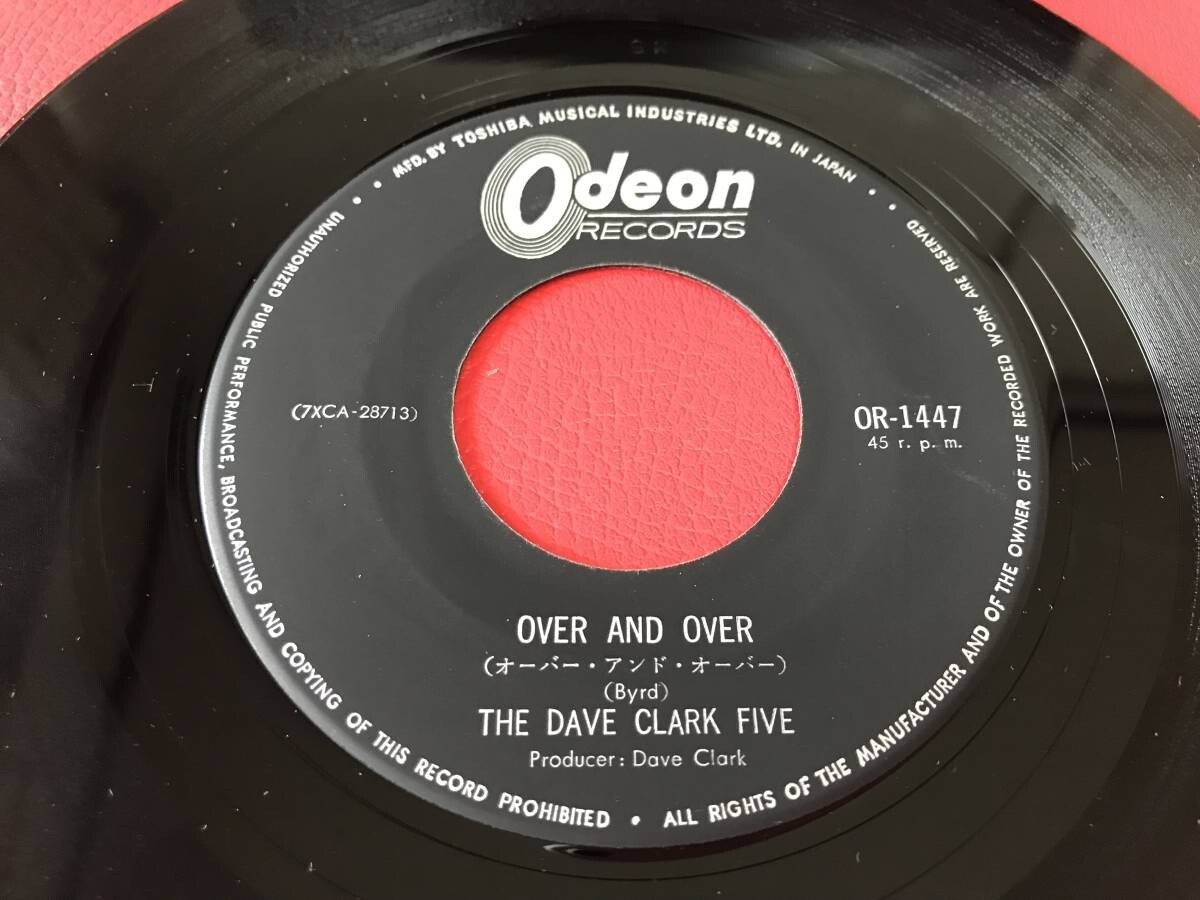 MFD. BY TOSHIBA MUSICAL INDUSTRIES LTD. IN JAPAN
Odeon
RECORDS
(7XCA-28713)
OR-1447
45 r. p. m.
OVER AND OVER
(オーバー・アンド・オーバー)
(Byrd)
THE DAVE CLARK FIVE
Producer: Dave Clark
UNAUTHORIZED PUBLIC PERFORMANCE, BROADCASTING AND COPYING OF THIS RECORD PROHIBITED • ALL RIGHTS OF THE MANUFACTURER AND OF THE OWNER OF THE RECORDED WORK ARE RESERVED